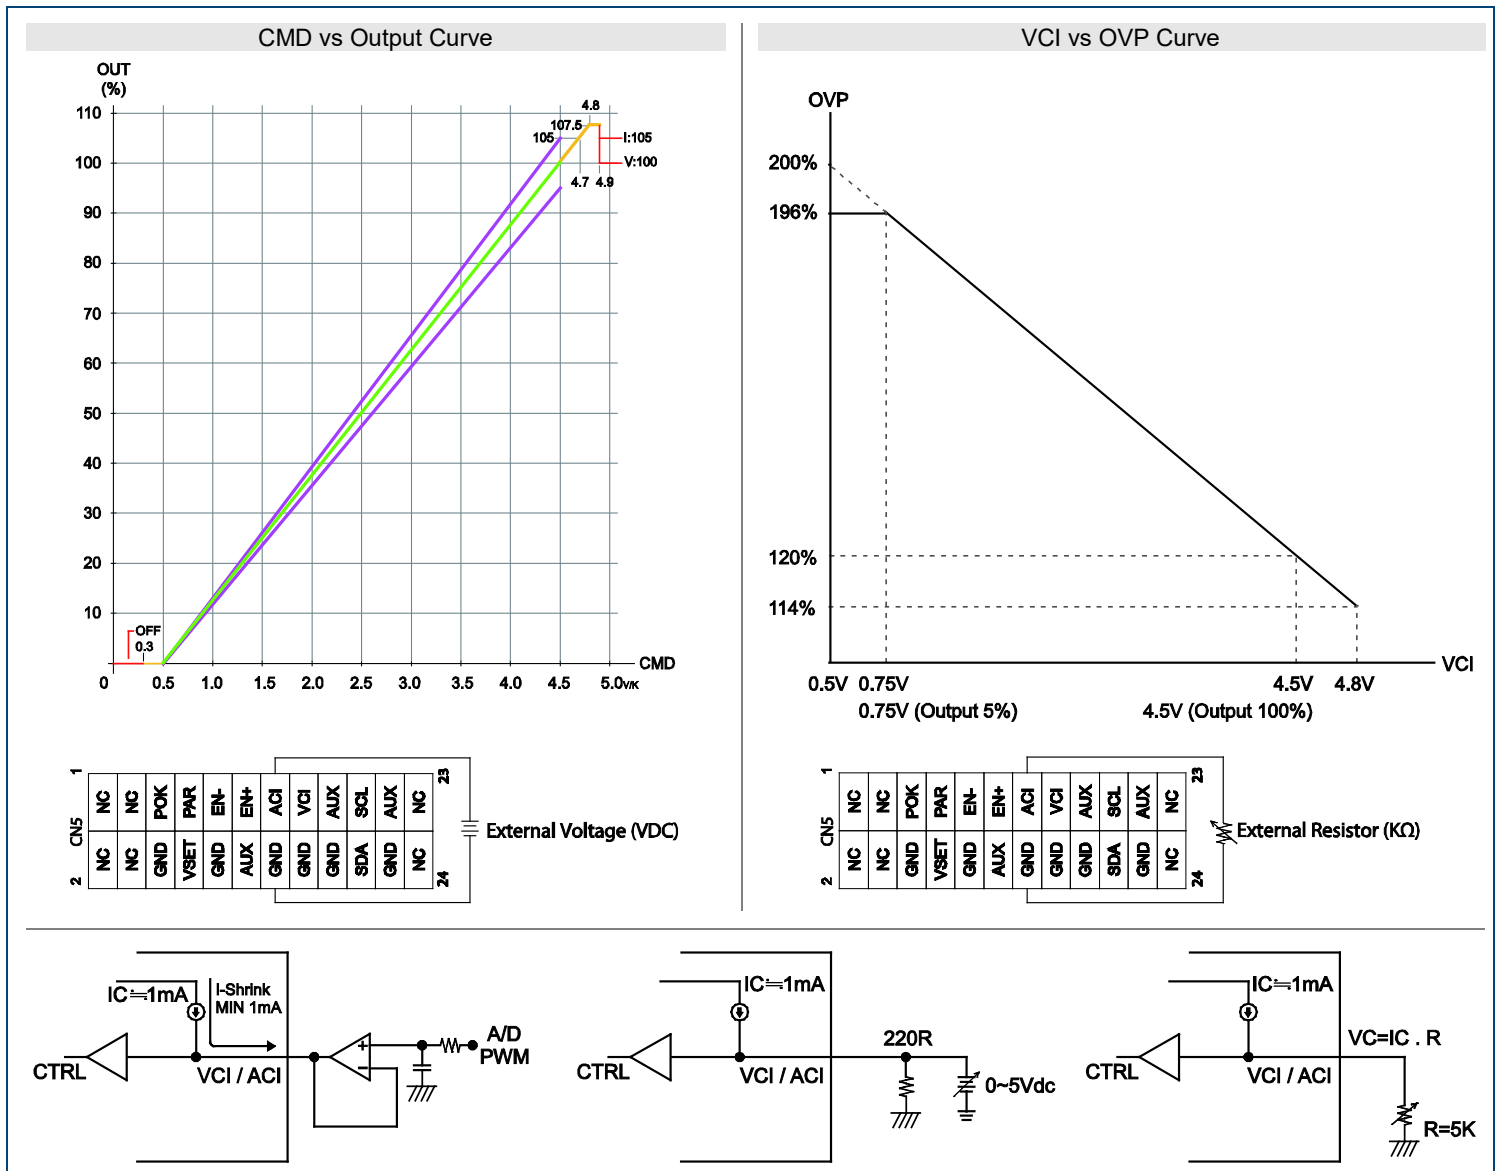 CMD vs Output Curve
OUT
(%)
4.8
110
107.5
105
I:105
100
V:100
4.7 4.9
90
80
70
60
50
40
30
20
10
OFF
0.3
CMD
0 0.5 1.0 1.5 2.0 2.5 3.0 3.5 4.0 4.5 5.0V/K
VCI vs OVP Curve
OVP
200%
196%
120%
114%
VCI
0.5V 0.75V 4.5V 4.8V
0.75V (Output 5%) 4.5V (Output 100%)
1 23
NC NC POK PAR EN- EN+ ACI VCI AUX SCL AUX NC
CN5
External Voltage (VDC)
NC NC GND VSET GND AUX GND GND GND SDA GND NC
2 24
1 23
NC NC POK PAR EN- EN+ ACI VCI AUX SCL AUX NC
CN5
External Resistor (KΩ)
NC NC GND VSET GND AUX GND GND GND SDA GND NC
2 24
IC≒1mA
I-Shrink
MIN 1mA
A/D
PWM
CTRL
VCI / ACI
IC≒1mA
220R
CTRL
VCI / ACI
0~5Vdc
IC≒1mA
VC=IC . R
CTRL
VCI / ACI
R=5K